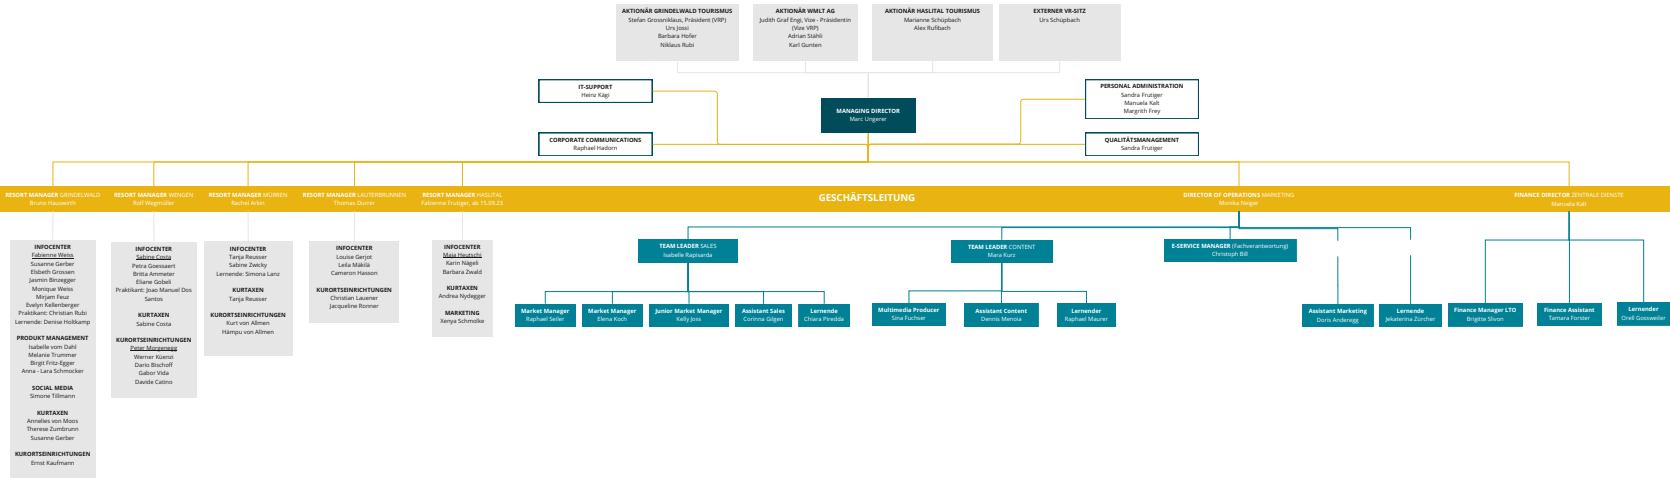 AKTIONÄR GRINDELWALD TOURISMUS
Stefan Grossniklaus, Präsident (VRP)
Urs Jossi
Barbara Hofer
Niklaus Rubi
AKTIONÄR WMLT AG
Judith Graf Engi, Vize - Präsidentin
(Vize VRP)
Adrian Stähli
Karl Gunten
AKTIONÄR HASLITAL TOURISMUS
Marianne Schüpbach
Alex Rufibach
EXTERNER VR-SITZ
Urs Schüpbach
IT-SUPPORT
Heinz Kägi
PERSONAL ADMINISTRATION
Sandra Frutiger
Manuela Kalt
Margrith Frey
MANAGING DIRECTOR
Marc Ungerer
CORPORATE COMMUNICATIONS
Raphael Hadorn
QUALITÄTSMANAGEMENT
Sandra Frutiger
RESORT MANAGER GRINDELWALD
Bruno Hauswirth
RESORT MANAGER WENGEN
Rolf Wegmüller
RESORT MANAGER MÜRREN
Rachel Arkin
RESORT MANAGER LAUTERBRUNNEN
Thomas Durrer
RESORT MANAGER HASLITAL
Fabienne Frutiger, ab 15.09.23
GESCHÄFTSLEITUNG
DIRECTOR OF OPERATIONS MARKETING
Monika Neiger
FINANCE DIRECTOR ZENTRALE DIENSTE
Manuela Kalt
INFOCENTER
Fabienne Weiss
Susanne Gerber
Elsbeth Grossen
Jasmin Binzegger
Monique Weiss
Mirjam Feuz
Evelyn Kellenberger
Praktikant: Christian Rubi
Lernende: Denise Holtkamp
PRODUKT MANAGEMENT
Isabelle vom Dahl
Melanie Trummer
Birgit Fritz-Egger
Anna - Lara Schmocker
SOCIAL MEDIA
Simone Tillmann
KURTAXEN
Annelies von Moos
Therese Zumbrunn
Susanne Gerber
KURORTSEINRICHTUNGEN
Ernst Kaufmann
INFOCENTER
Sabine Costa
Petra Goessaert
Britta Ammeter
Eliane Gobeli
Praktikant: Joao Manuel Dos
Santos
KURTAXEN
Sabine Costa
KURORTSEINRICHTUNGEN
Peter Morgenegg
Werner Küenzi
Dario Bischoff
Gabor Vida
Davide Catino
INFOCENTER
Tanja Reusser
Sabine Zwicky
Lernende: Simona Lanz
KURTAXEN
Tanja Reusser
KURORTSEINRICHTUNGEN
Kurt von Allmen
Hämpu von Allmen
INFOCENTER
Louise Gerjot
Leila Mäkilä
Cameron Hasson
KURORTSEINRICHTUNGEN
Christian Lauener
Jacqueline Ronner
INFOCENTER
Maja Heutschi
Karin Nägeli
Barbara Zwald
KURTAXEN
Andrea Nydegger
MARKETING
Xenya Schmolke
TEAM LEADER SALES
Isabelle Rapisarda
TEAM LEADER CONTENT
Mara Kurz
E-SERVICE MANAGER (Fachverantwortung)
Christoph Bill
Market Manager
Raphael Seiler
Market Manager
Elena Koch
Junior Market Manager
Kelly Joss
Assistant Sales
Corinne Gilgen
Lernende
Chiara Piredda
Multimedia Producer
Sina Fuchser
Assistant Content
Dennis Menoia
Lernender
Raphael Maurer
Assistant Marketing
Doris Anderegg
Lernende
Jekaterina Zürcher
Finance Manager LTO
Brigitte Slivon
Finance Assistant
Tamara Forster
Lernender
Orell Goosweiler